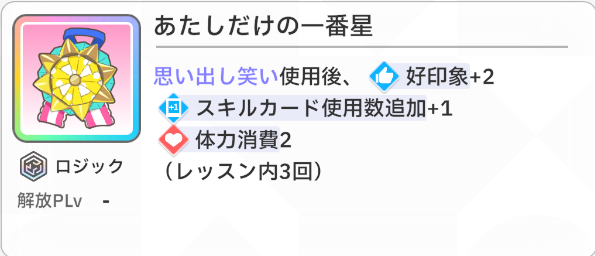 あたしだけの一番星
思い出し笑い使用後、 好印象+2
+1 スキルカード使用数追加+1
体力消費2
（レッスン内3回）
ロジック
解放PLv -